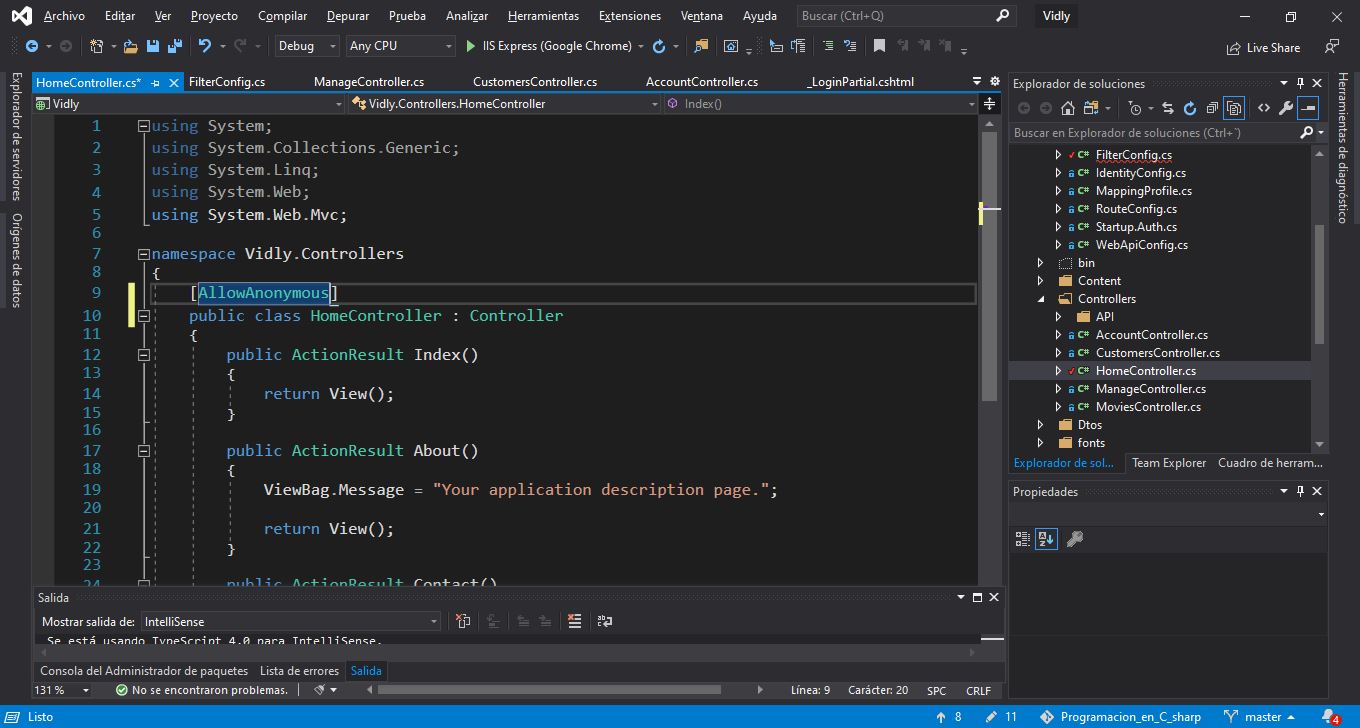 Archivo Editar Ver Proyecto Compilar Depurar Prueba Analizar Herramientas Extensiones Ventana Ayuda Buscar (Ctrl+Q) Vidly
Debug Any CPU IIS Express (Google Chrome) Live Share
Explorador de servidores
Orígenes de datos
HomeController.cs* FilterConfig.cs ManageController.cs CustomersController.cs AccountController.cs _LoginPartial.cshtml
Vidly Vidly.Controllers.HomeController Index()
1 using System;
2 using System.Collections.Generic;
3 using System.Linq;
4 using System.Web;
5 using System.Web.Mvc;
6
7 namespace Vidly.Controllers
8 {
9 [AllowAnonymous]
10 public class HomeController : Controller
11 {
12 public ActionResult Index()
13 {
14 return View();
15 }
16
17 public ActionResult About()
18 {
19 ViewBag.Message = "Your application description page.";
20
21 return View();
22 }
23
24 public ActionResult Contact()
Salida
Mostrar salida de: IntelliSense
Se está usando TypeScript 4.0 para IntelliSense.
Consola del Administrador de paquetes Lista de errores Salida
131 % No se encontraron problemas. Línea: 9 Carácter: 20 SPC CRLF
Explorador de soluciones
Buscar en Explorador de soluciones (Ctrl+´)
FilterConfig.cs
C# IdentityConfig.cs
C# MappingProfile.cs
C# RouteConfig.cs
C# Startup.Auth.cs
C# WebApiConfig.cs
bin
Content
Controllers
API
C# AccountController.cs
C# CustomersController.cs
C# HomeController.cs
C# ManageController.cs
C# MoviesController.cs
Dtos
fonts
Explorador de sol... Team Explorer Cuadro de herram...
Propiedades
Herramientas de diagnóstico
Listo 8 11 Programacion_en_C_sharp master 4